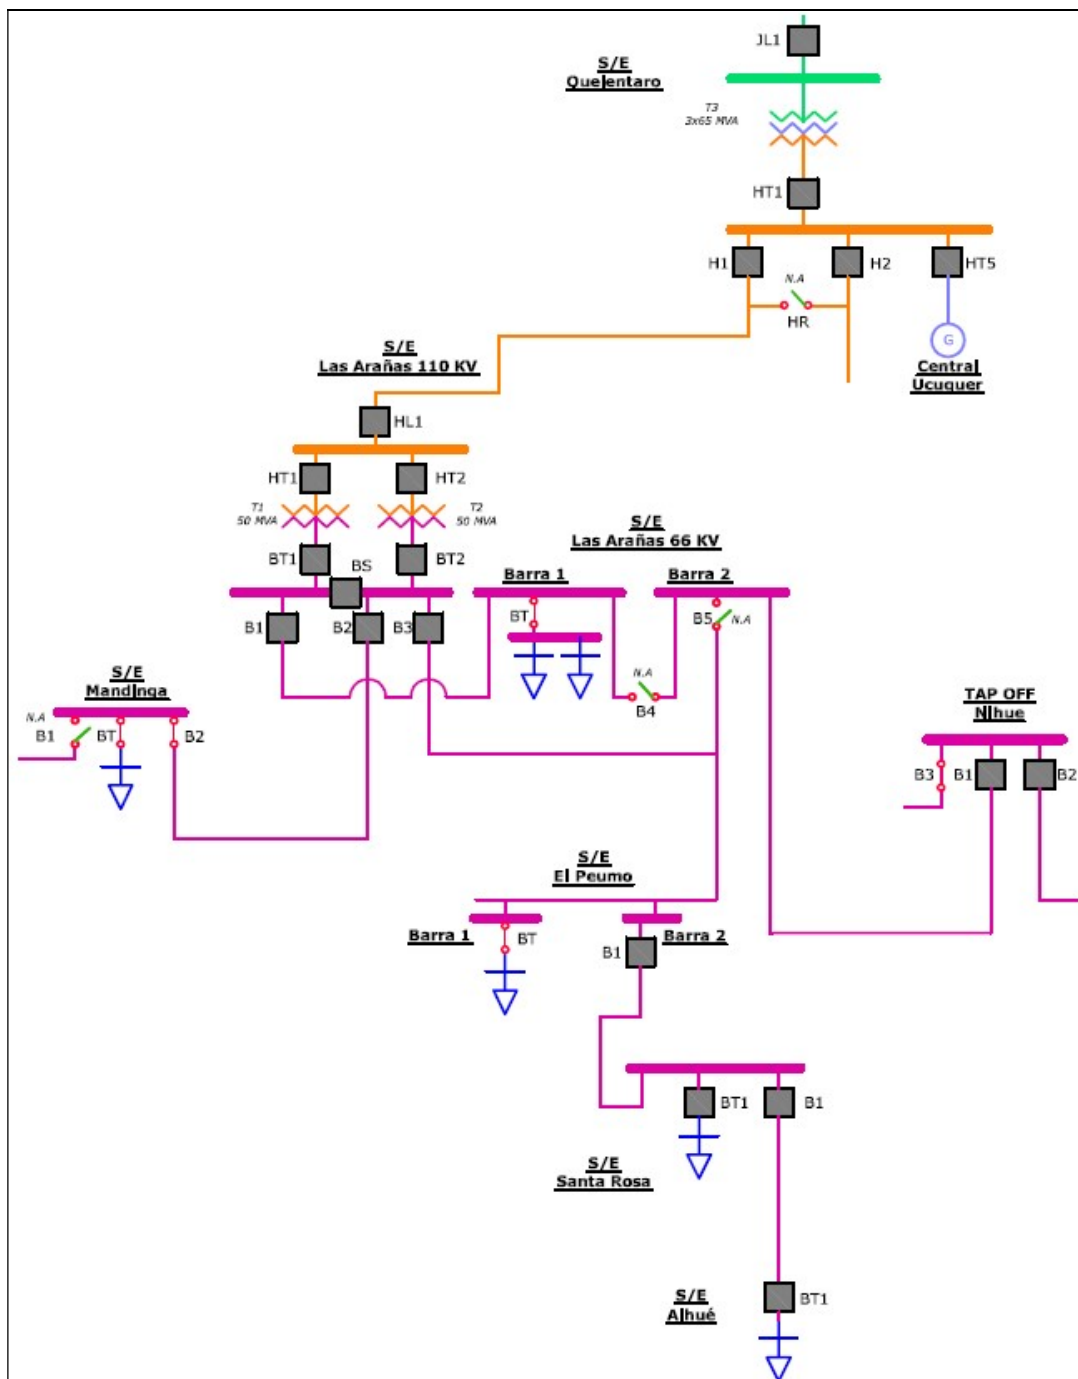 JL1
S/E
Quelentaro
T3
3x65 MVA
HT1
H1
H2
HT5
N.A
HR
G
Central
Ucuquer
S/E
Las Arañas 110 KV
HL1
HT1
HT2
T1
50 MVA
T2
50 MVA
S/E
Las Arañas 66 KV
BT1
BS
BT2
Barra 1
Barra 2
B1
B2
B3
BT
B5
N.A
N.A
B4
S/E
Mandinga
N.A
B1
BT
B2
TAP OFF
Nihue
B3
B1
B2
S/E
El Peumo
Barra 1
BT
Barra 2
B1
BT1
B1
S/E
Santa Rosa
S/E
Alhué
BT1